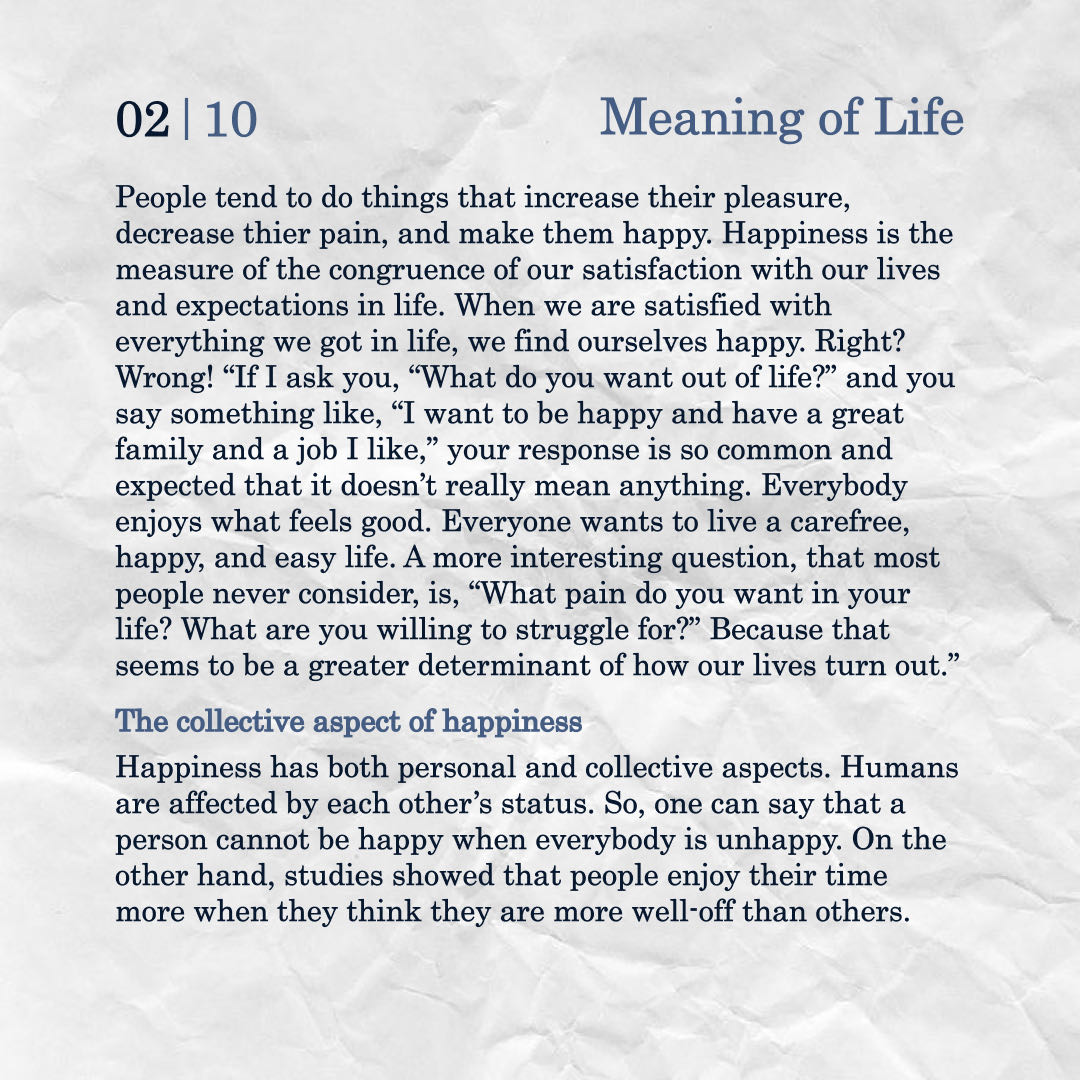 02 | 10
Meaning of Life
People tend to do things that increase their pleasure,
decrease thier pain, and make them happy. Happiness is the
measure of the congruence of our satisfaction with our lives
and expectations in life. When we are satisfied with
everything we got in life, we find ourselves happy. Right?
Wrong! “If I ask you, “What do you want out of life?” and you
say something like, “I want to be happy and have a great
family and a job I like,” your response is so common and
expected that it doesn’t really mean anything. Everybody
enjoys what feels good. Everyone wants to live a carefree,
happy, and easy life. A more interesting question, that most
people never consider, is, “What pain do you want in your
life? What are you willing to struggle for?” Because that
seems to be a greater determinant of how our lives turn out.”
The collective aspect of happiness
Happiness has both personal and collective aspects. Humans
are affected by each other’s status. So, one can say that a
person cannot be happy when everybody is unhappy. On the
other hand, studies showed that people enjoy their time
more when they think they are more well-off than others.